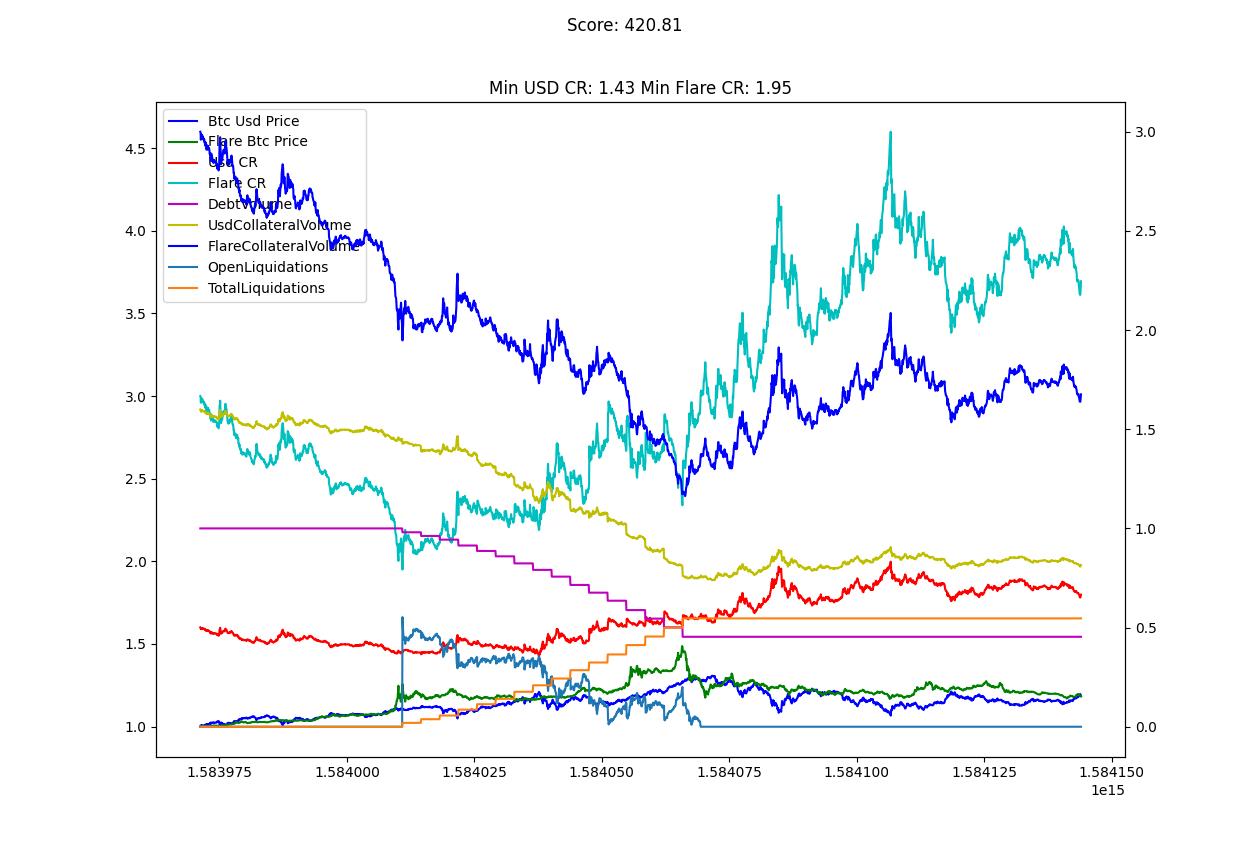 Score: 420.81
Min USD CR: 1.43 Min Flare CR: 1.95
Btc Usd Price
Flare Btc Price
Usd CR
Flare CR
DebtVolume
UsdCollateralVolume
FlareCollateralVolume
OpenLiquidations
TotalLiquidations
4.5
4.0
3.5
3.0
2.5
2.0
1.5
1.0
3.0
2.5
2.0
1.5
1.0
0.5
0.0
1.583975 1.584000 1.584025 1.584050 1.584075 1.584100 1.584125 1.584150
1e15